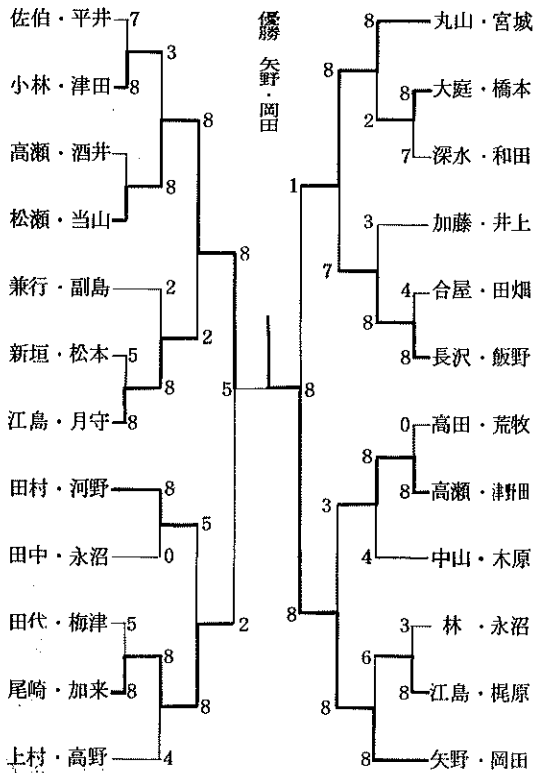 佐伯・平井 7
3
小林・津田 8
8
高瀬・酒井
8
松瀬・当山
8
兼行・副島 2
2
新垣・松本 5
8
江島・月守 8
5
田村・河野 8
5
田中・永沼 0
2
田代・梅津 5
8
尾崎・加来 8
8
上村・高野 4
優勝 矢野・岡田
8 丸山・宮城
8
8 大庭・橋本
2
7 深水・和田
1
3 加藤・井上
7
4 合屋・田畑
8
8 長沢・飯野
8
0 高田・荒牧
8
8 高瀬・津野田
3
4 中山・木原
8
3 林・永沼
6
8 江島・梶原
8
8 矢野・岡田